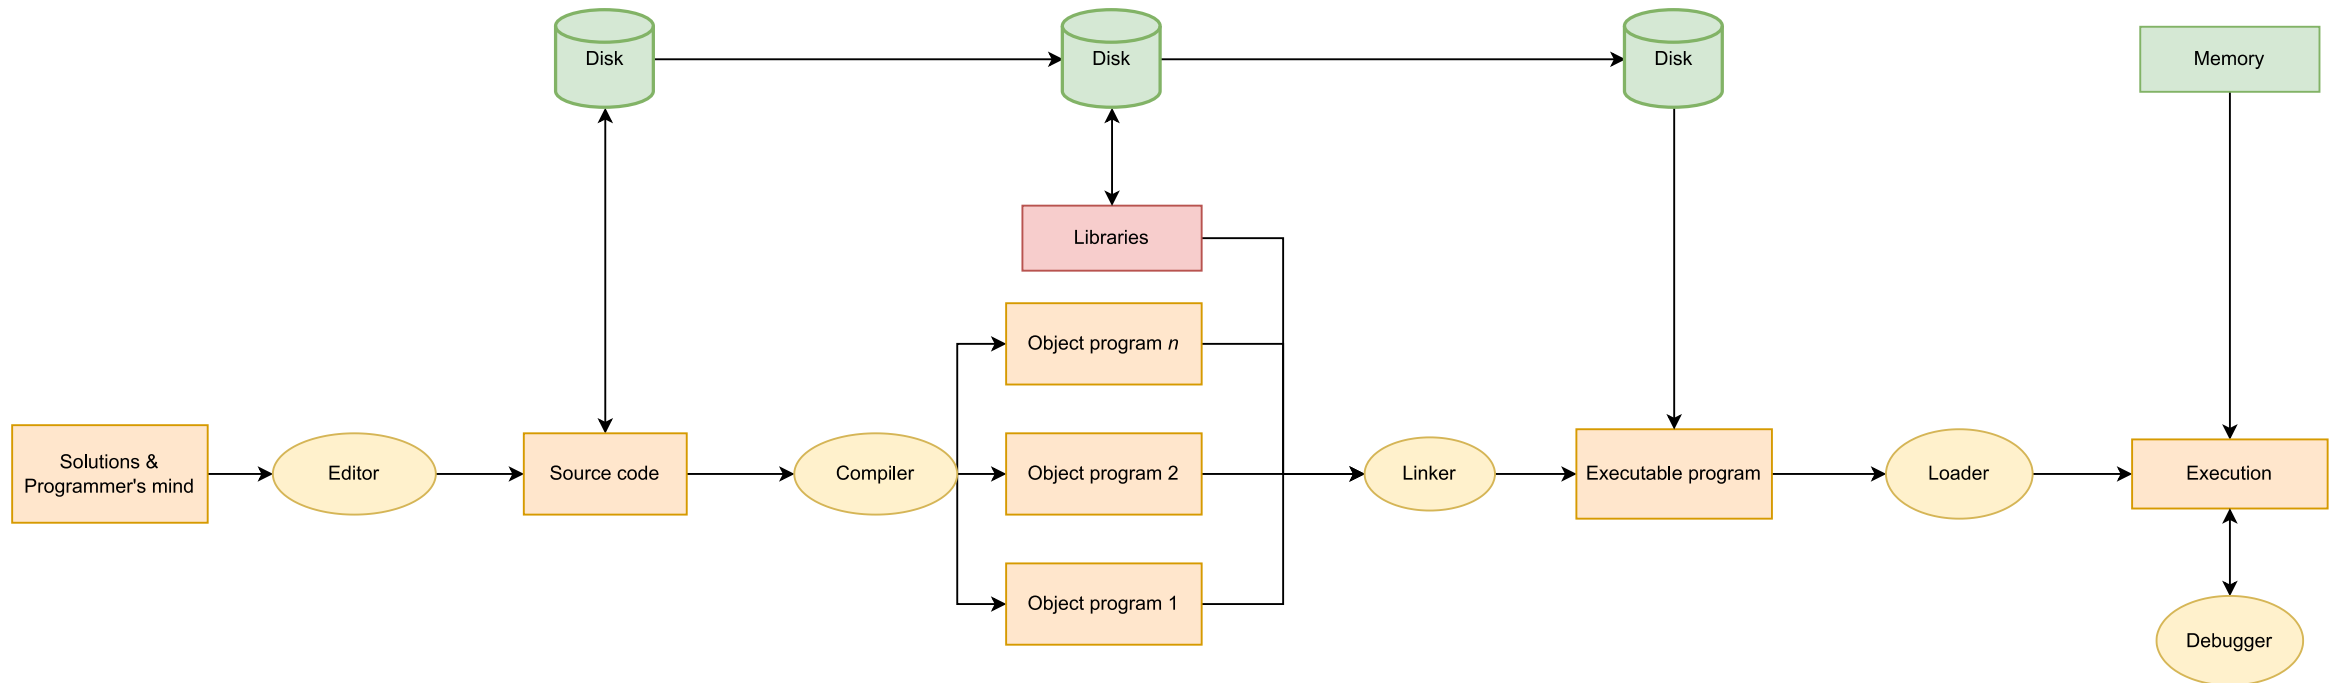 Disk
Disk
Disk
Memory
Libraries
Object program n
Solutions &
Programmer's mind
Editor
Source code
Compiler
Object program 2
Linker
Executable program
Loader
Execution
Object program 1
Debugger